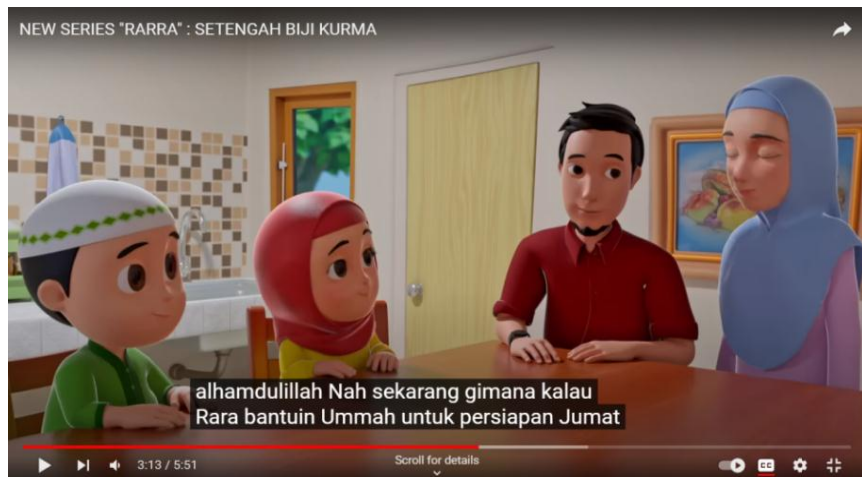 NEW SERIES "RARRA" : SETENGAH BIJI KURMA
alhamdulillah Nah sekarang gimana kalau
Rara bantuin Ummah untuk persiapan Jumat
3:13 / 5:51
Scroll for details
CC